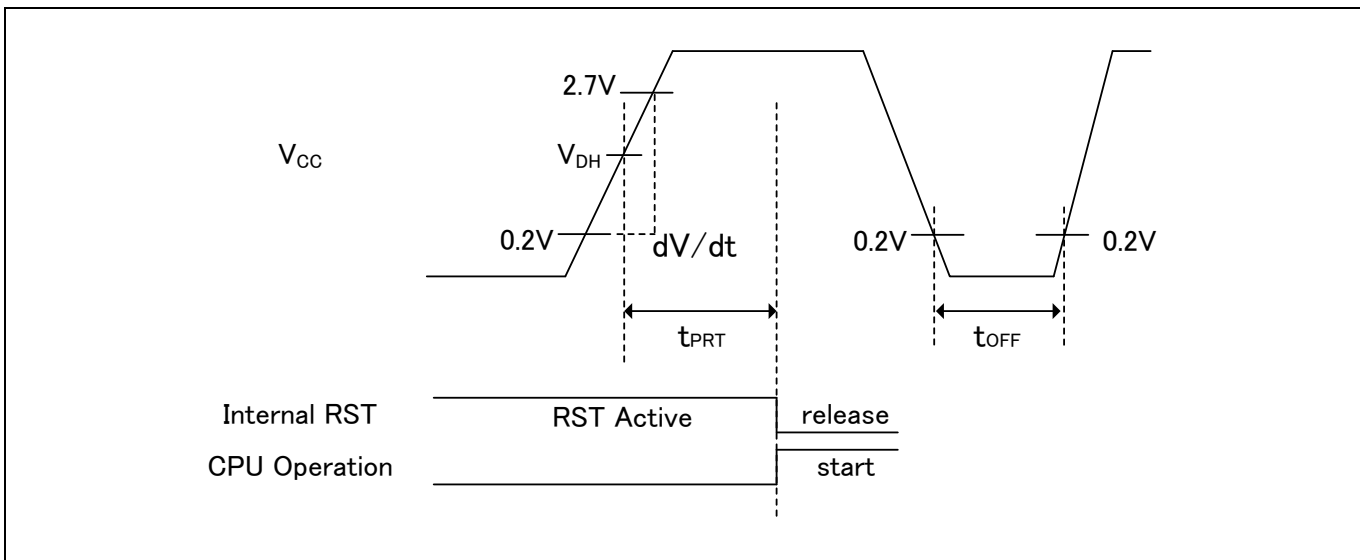 2.7V
VCC
VDH
0.2V
dV/dt
0.2V
0.2V
tPRT
tOFF
Internal RST
RST Active
release
CPU Operation
start